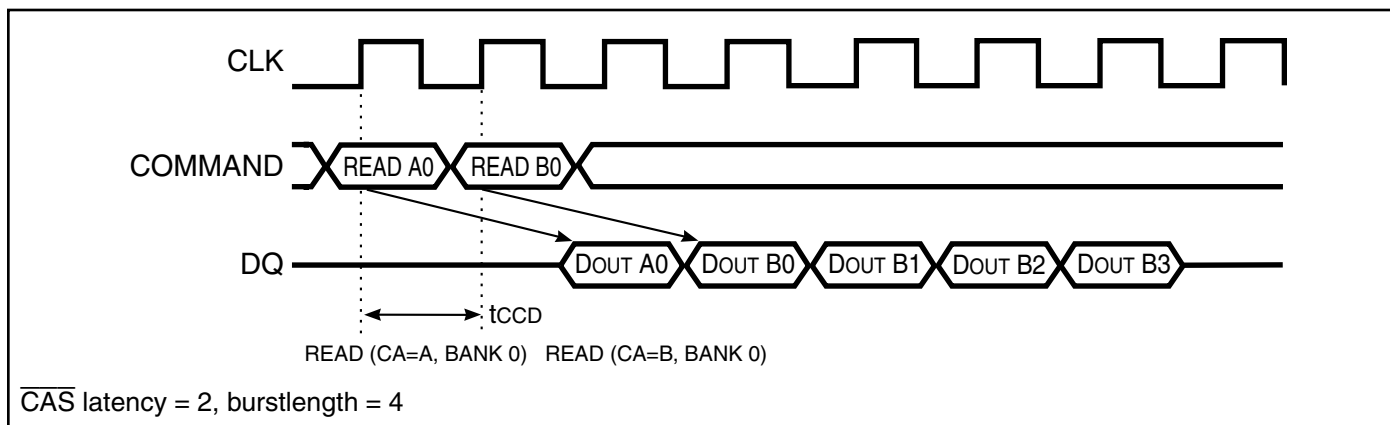 CLK
COMMAND READ A0 READ B0
DQ DOUT A0 DOUT B0 DOUT B1 DOUT B2 DOUT B3
tCCD
READ (CA=A, BANK 0) READ (CA=B, BANK 0)
C̅A̅S̅ latency = 2, burstlength = 4